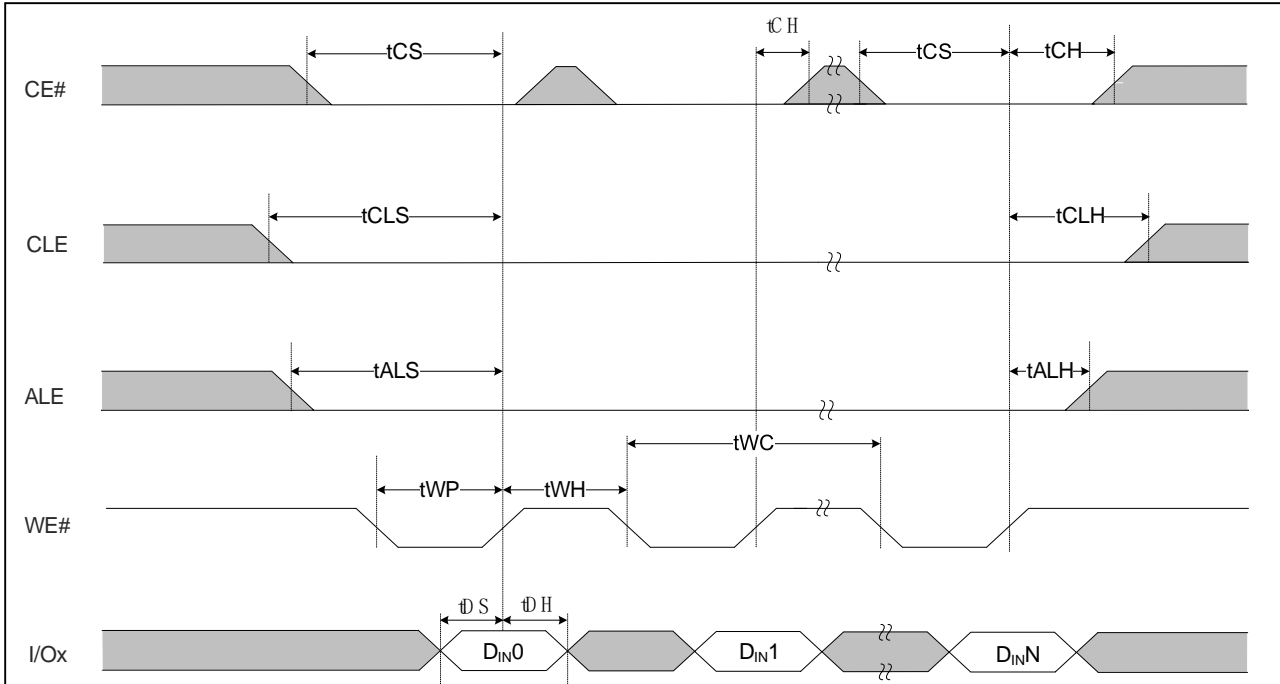 tCS
tCH
tCS
tCH
CE#
tCLS
tCLH
CLE
tALS
tALH
ALE
tWC
tWP
tWH
WE#
tDS
tDH
I/Ox
DIN0
DIN1
DINN